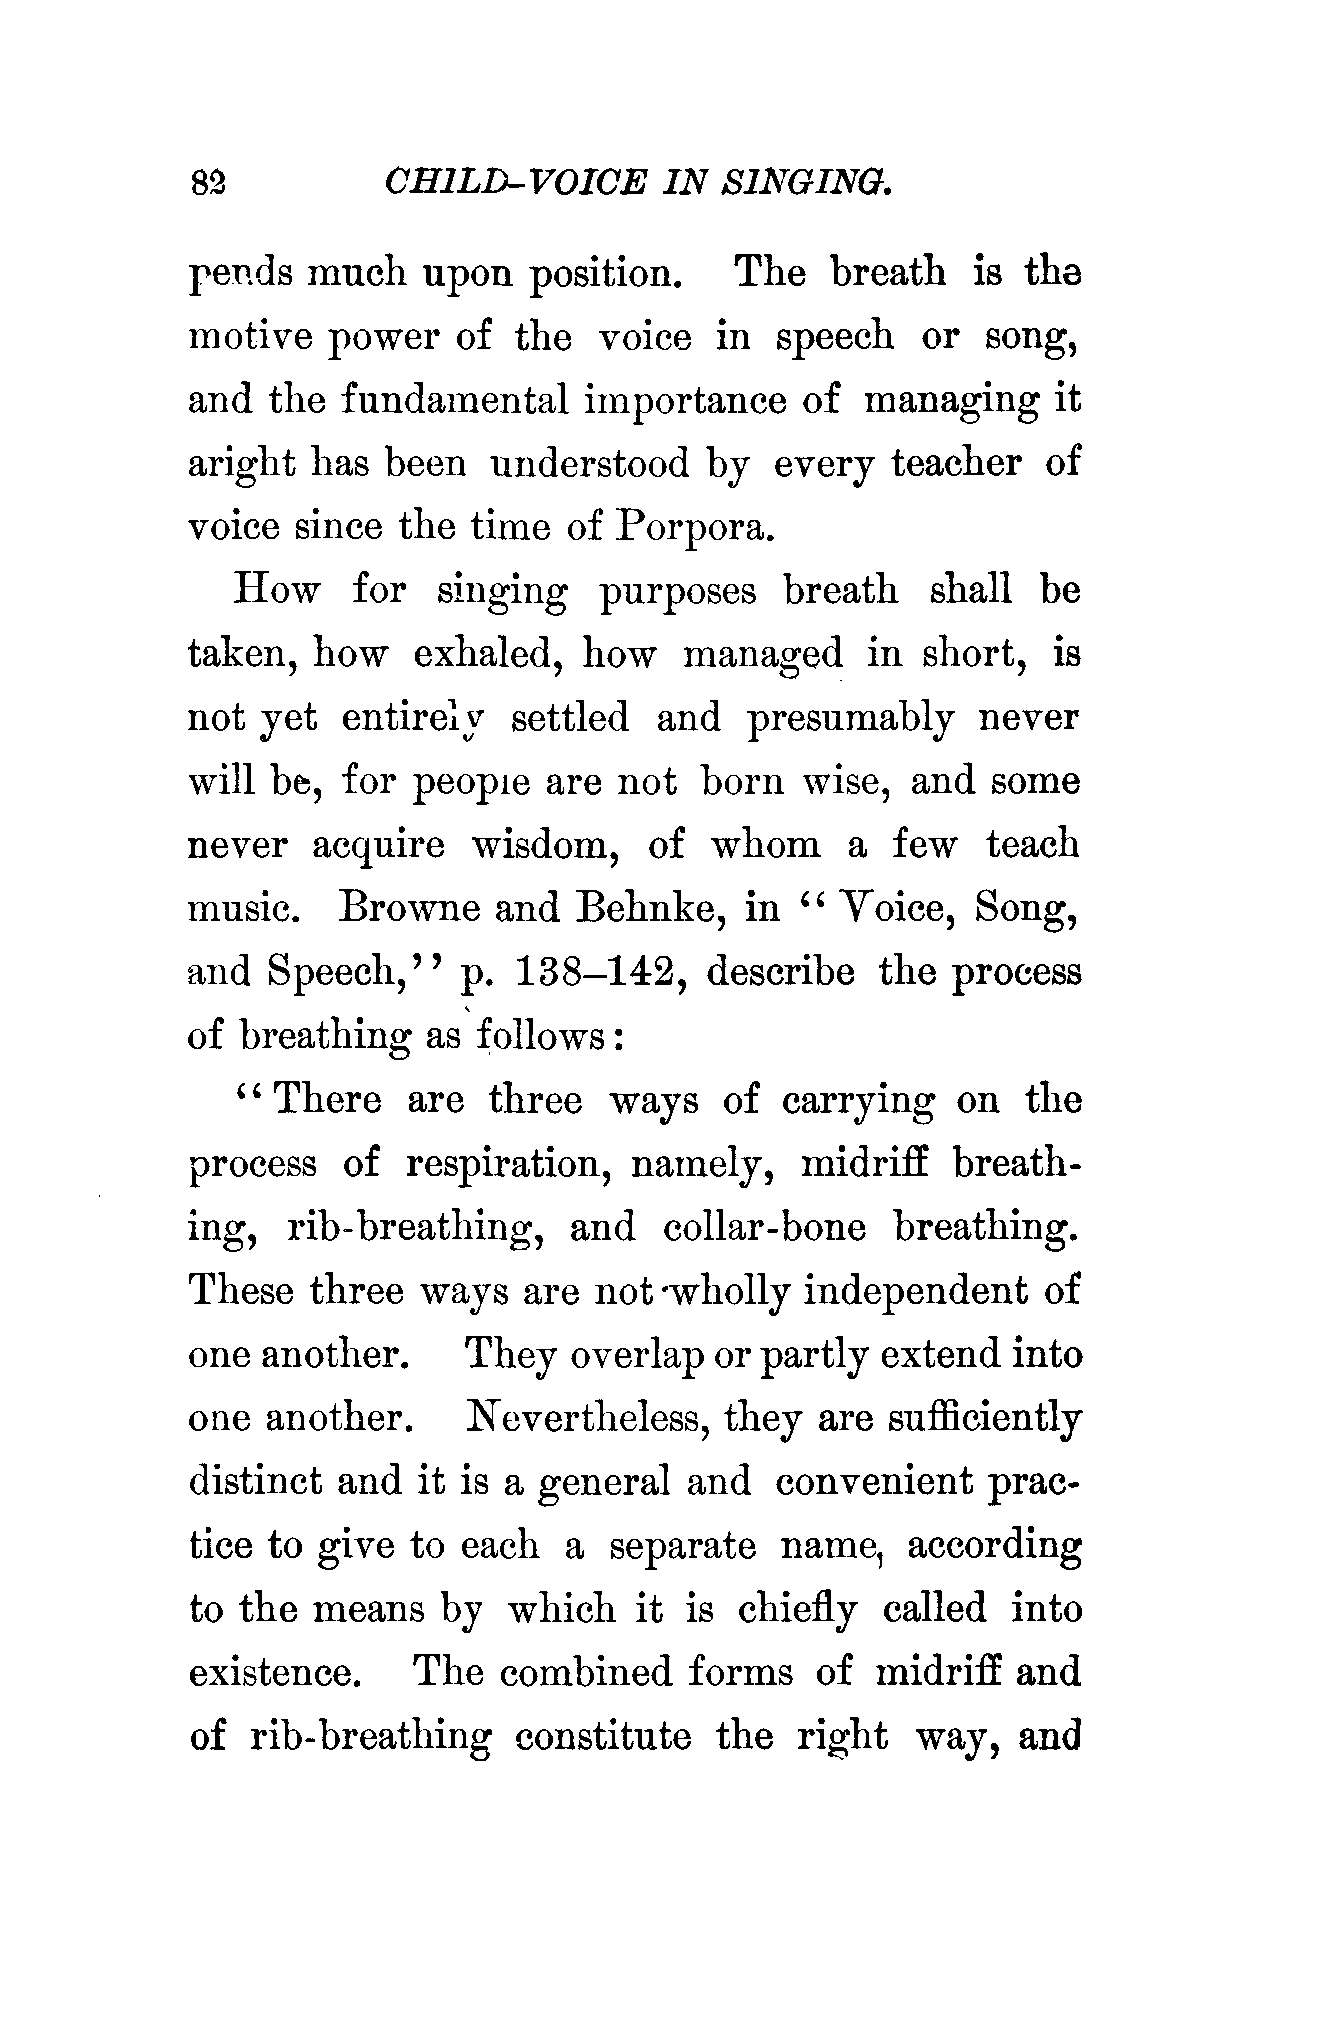 82 CHILD-VOICE IN SINGING.
pends much upon position. The breath is the
motive power of the voice in speech or song,
and the fundamental importance of managing it
aright has been understood by every teacher of
voice since the time of Porpora.
How for singing purposes breath shall be
taken, how exhaled, how managed in short, is
not yet entirely settled and presumably never
will be, for people are not born wise, and some
never acquire wisdom, of whom a few teach
music. Browne and Behnke, in “Voice, Song,
and Speech,” p. 138–142, describe the process
of breathing as follows:
“There are three ways of carrying on the
process of respiration, namely, midriff breath-
ing, rib-breathing, and collar-bone breathing.
These three ways are not wholly independent of
one another. They overlap or partly extend into
one another. Nevertheless, they are sufficiently
distinct and it is a general and convenient prac-
tice to give to each a separate name, according
to the means by which it is chiefly called into
existence. The combined forms of midriff and
of rib-breathing constitute the right way, and